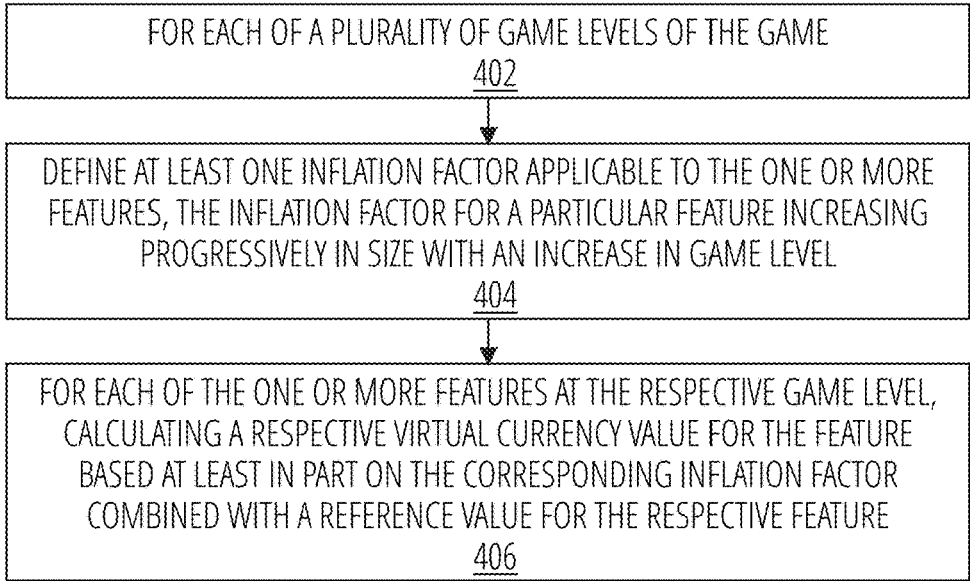 FOR EACH OF A PLURALITY OF GAME LEVELS OF THE GAME
402
DEFINE AT LEAST ONE INFLATION FACTOR APPLICABLE TO THE ONE OR MORE
FEATURES, THE INFLATION FACTOR FOR A PARTICULAR FEATURE INCREASING
PROGRESSIVELY IN SIZE WITH AN INCREASE IN GAME LEVEL
404
FOR EACH OF THE ONE OR MORE FEATURES AT THE RESPECTIVE GAME LEVEL,
CALCULATING A RESPECTIVE VIRTUAL CURRENCY VALUE FOR THE FEATURE
BASED AT LEAST IN PART ON THE CORRESPONDING INFLATION FACTOR
COMBINED WITH A REFERENCE VALUE FOR THE RESPECTIVE FEATURE
406